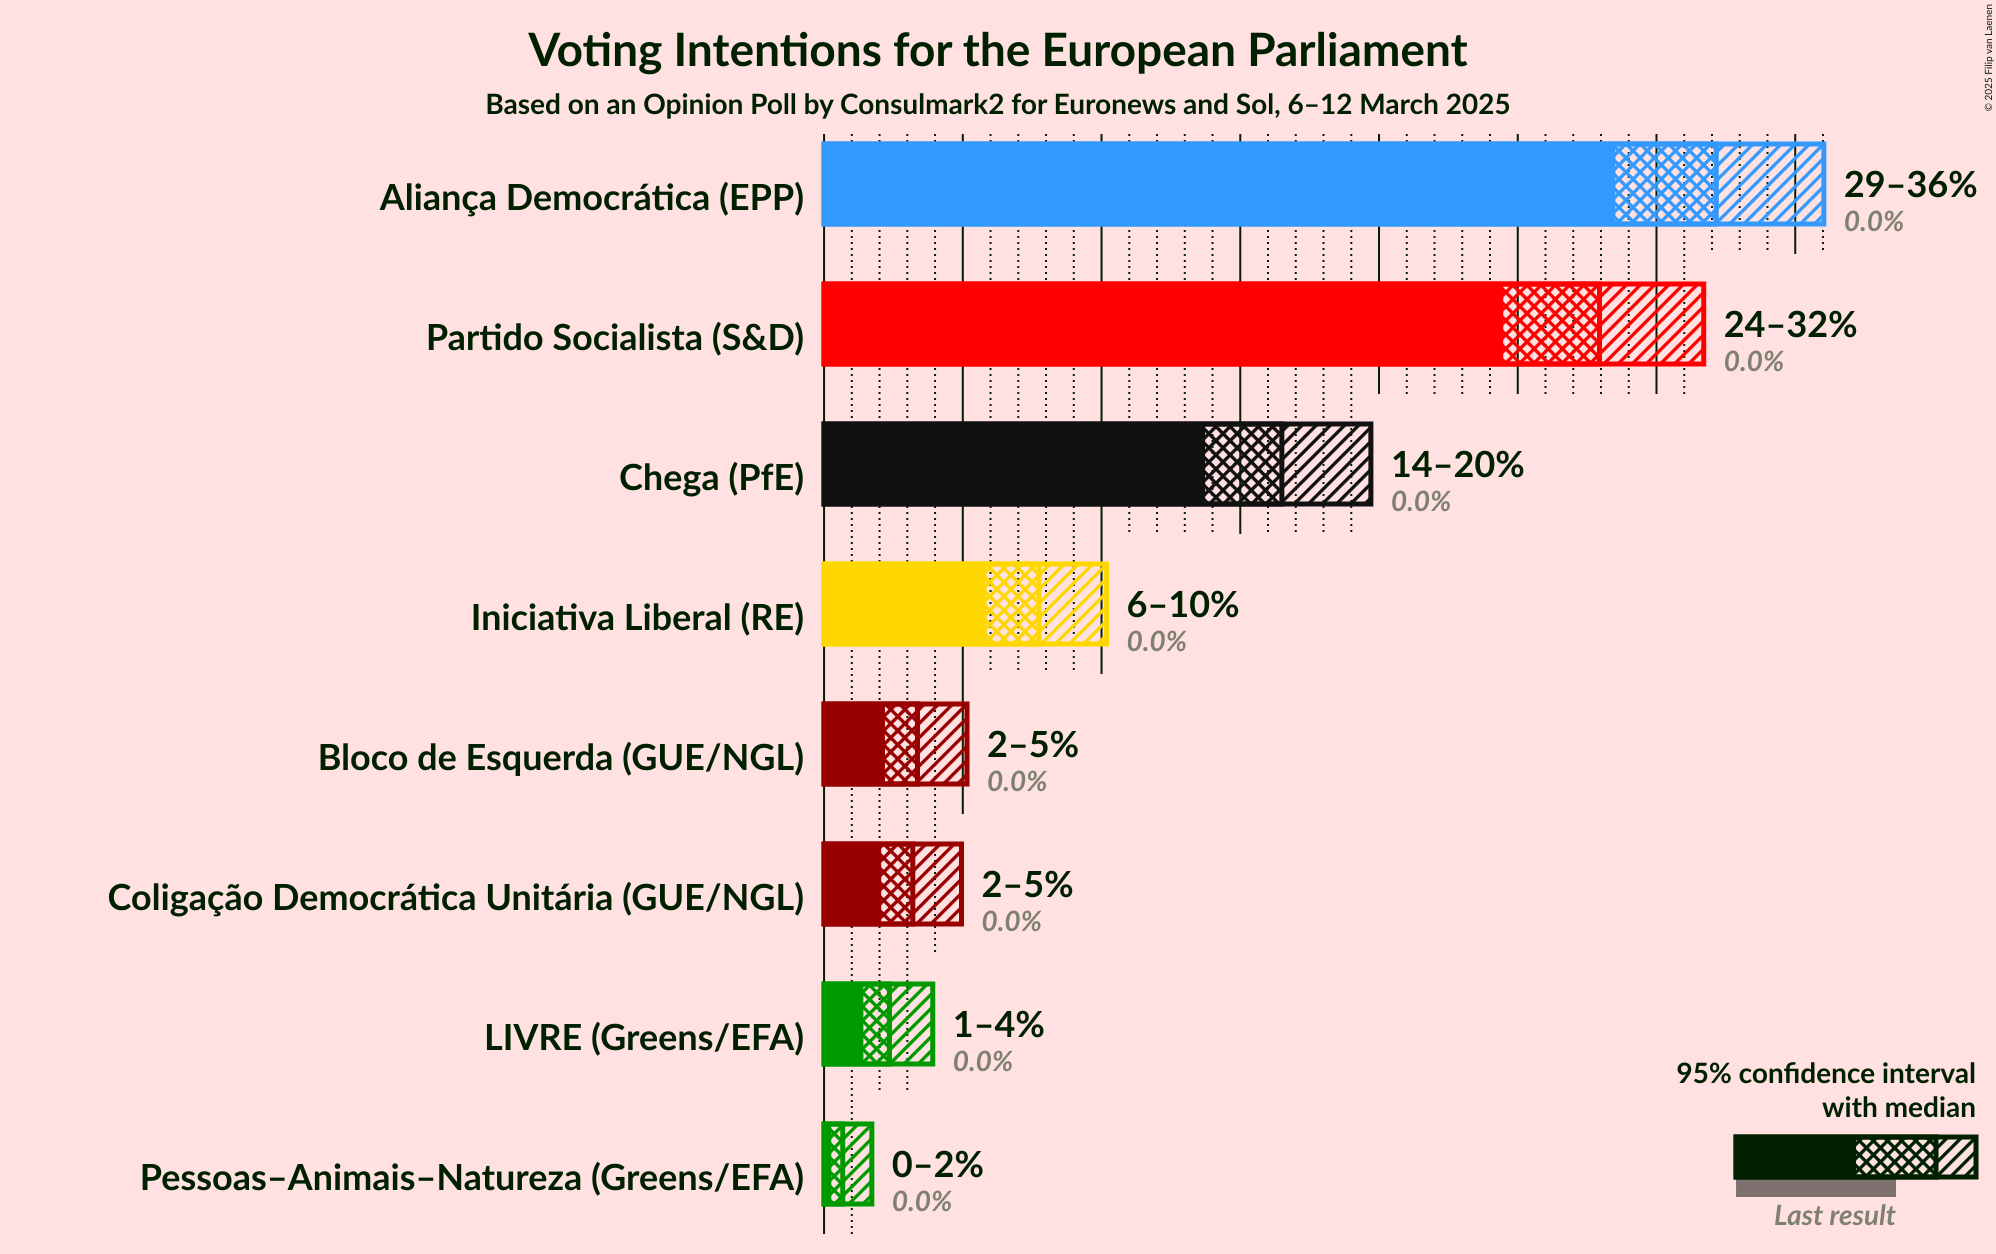 Voting Intentions for the European Parliament
Based on an Opinion Poll by Consulmark2 for Euronews and Sol, 6–12 March 2025
© 2025 Filip van Laenen
Aliança Democrática (EPP)
29–36%
0.0%
Partido Socialista (S&D)
24–32%
0.0%
Chega (PfE)
14–20%
0.0%
Iniciativa Liberal (RE)
6–10%
0.0%
Bloco de Esquerda (GUE/NGL)
2–5%
0.0%
Coligação Democrática Unitária (GUE/NGL)
2–5%
0.0%
LIVRE (Greens/EFA)
1–4%
0.0%
Pessoas–Animais–Natureza (Greens/EFA)
0–2%
0.0%
95% confidence interval
with median
Last result